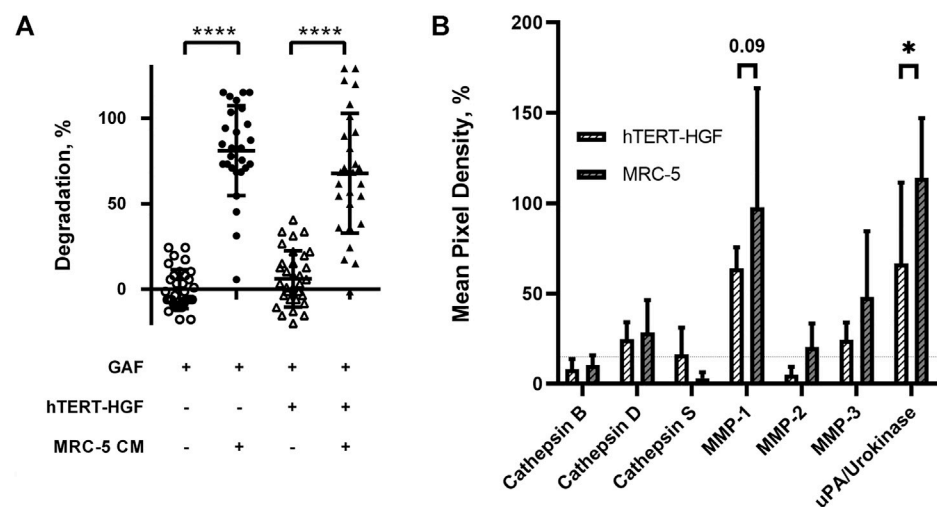 A
**** ****
Degradation, %
100
50
0
GAF + + + +
hTERT-HGF - - + +
MRC-5 CM - + - +
B
Mean Pixel Density, %
200
150
100
50
0
0.09
*
hTERT-HGF
MRC-5
Cathepsin B
Cathepsin D
Cathepsin S
MMP-1
MMP-2
MMP-3
uPA/Urokinase